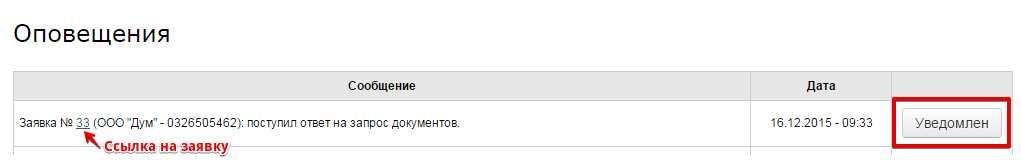 Оповещения
Сообщение Дата
Заявка № 33 (ООО "Дум" - 0326505462): поступил ответ на запрос документов. 16.12.2015 - 09:33 Уведомлен
Ссылка на заявку